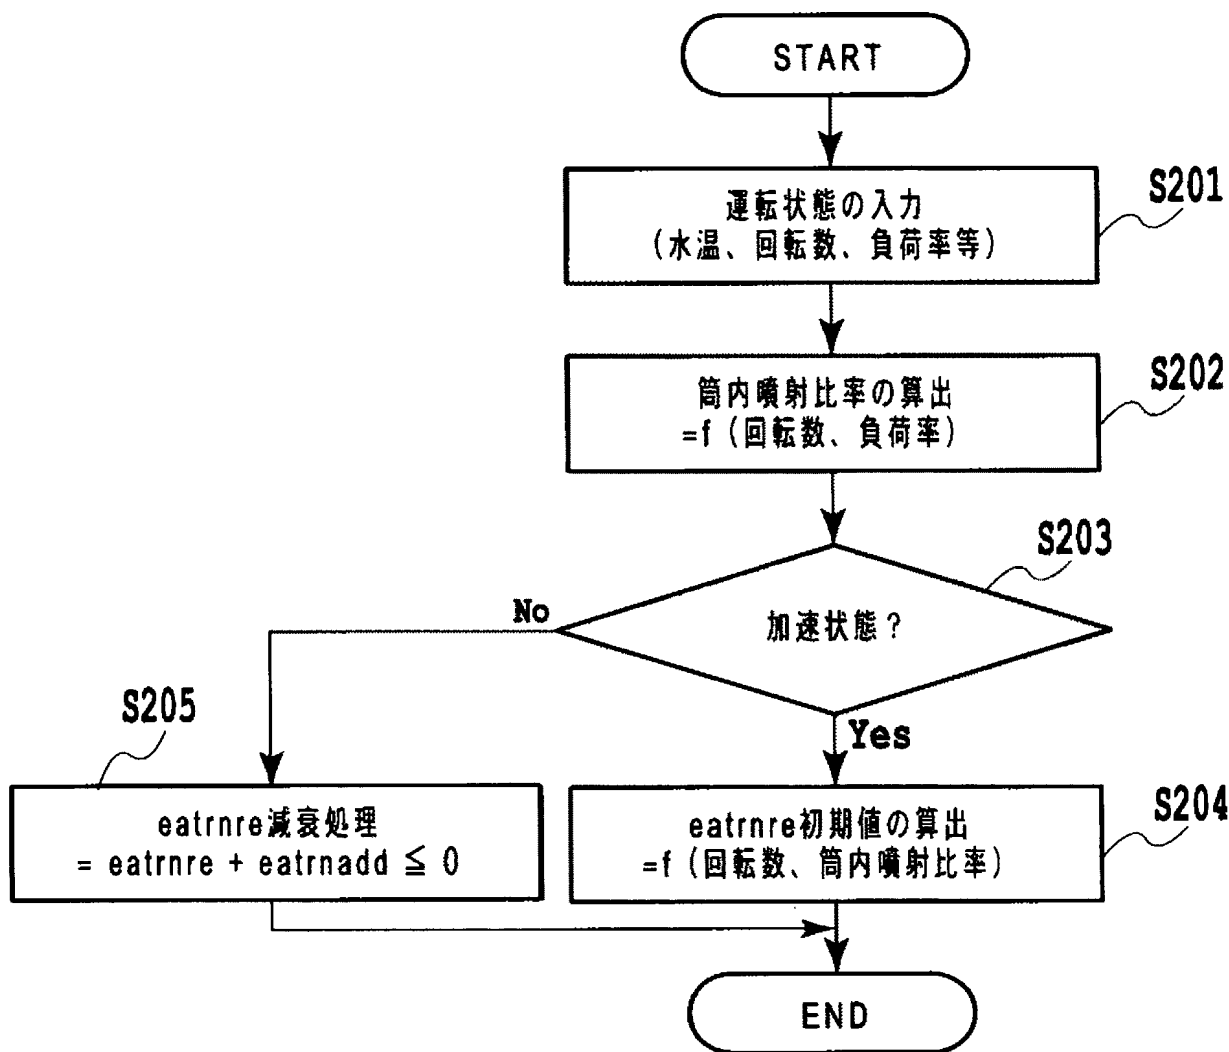 START
運転状態の入力
(水温、回転数、負荷率等)
S201
筒内噴射比率の算出
=f(回転数、負荷率)
S202
加速状態?
S203
No
Yes
S205
eatrnre減衰処理
= eatrnre + eatrnadd ≦ 0
eatrnre初期値の算出
=f(回転数、筒内噴射比率)
S204
END